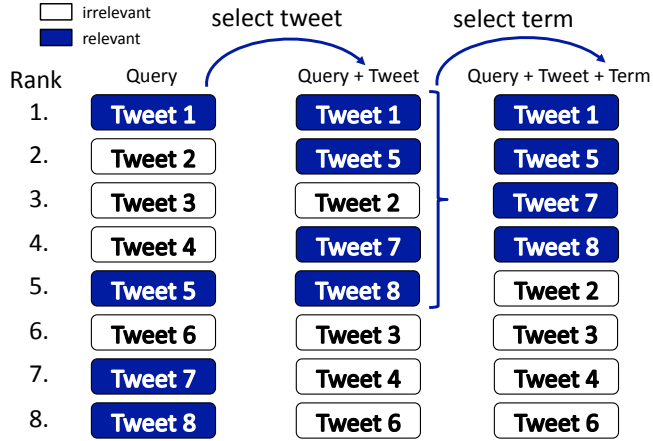 irrelevant
relevant
select tweet
select term
Rank Query Query + Tweet Query + Tweet + Term
1. Tweet 1 Tweet 1 Tweet 1
2. Tweet 2 Tweet 5 Tweet 5
3. Tweet 3 Tweet 2 Tweet 7
4. Tweet 4 Tweet 7 Tweet 8
5. Tweet 5 Tweet 8 Tweet 2
6. Tweet 6 Tweet 3 Tweet 3
7. Tweet 7 Tweet 4 Tweet 4
8. Tweet 8 Tweet 6 Tweet 6